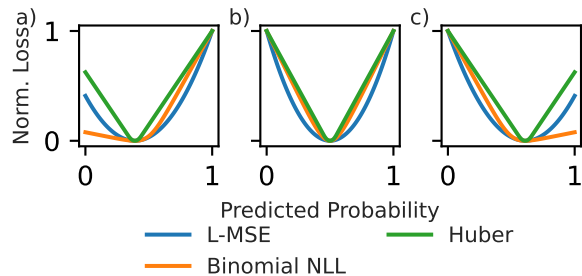 a) b) c)
Norm. Loss
1
0
0 1 0 1 0 1
Predicted Probability
L-MSE Huber
Binomial NLL